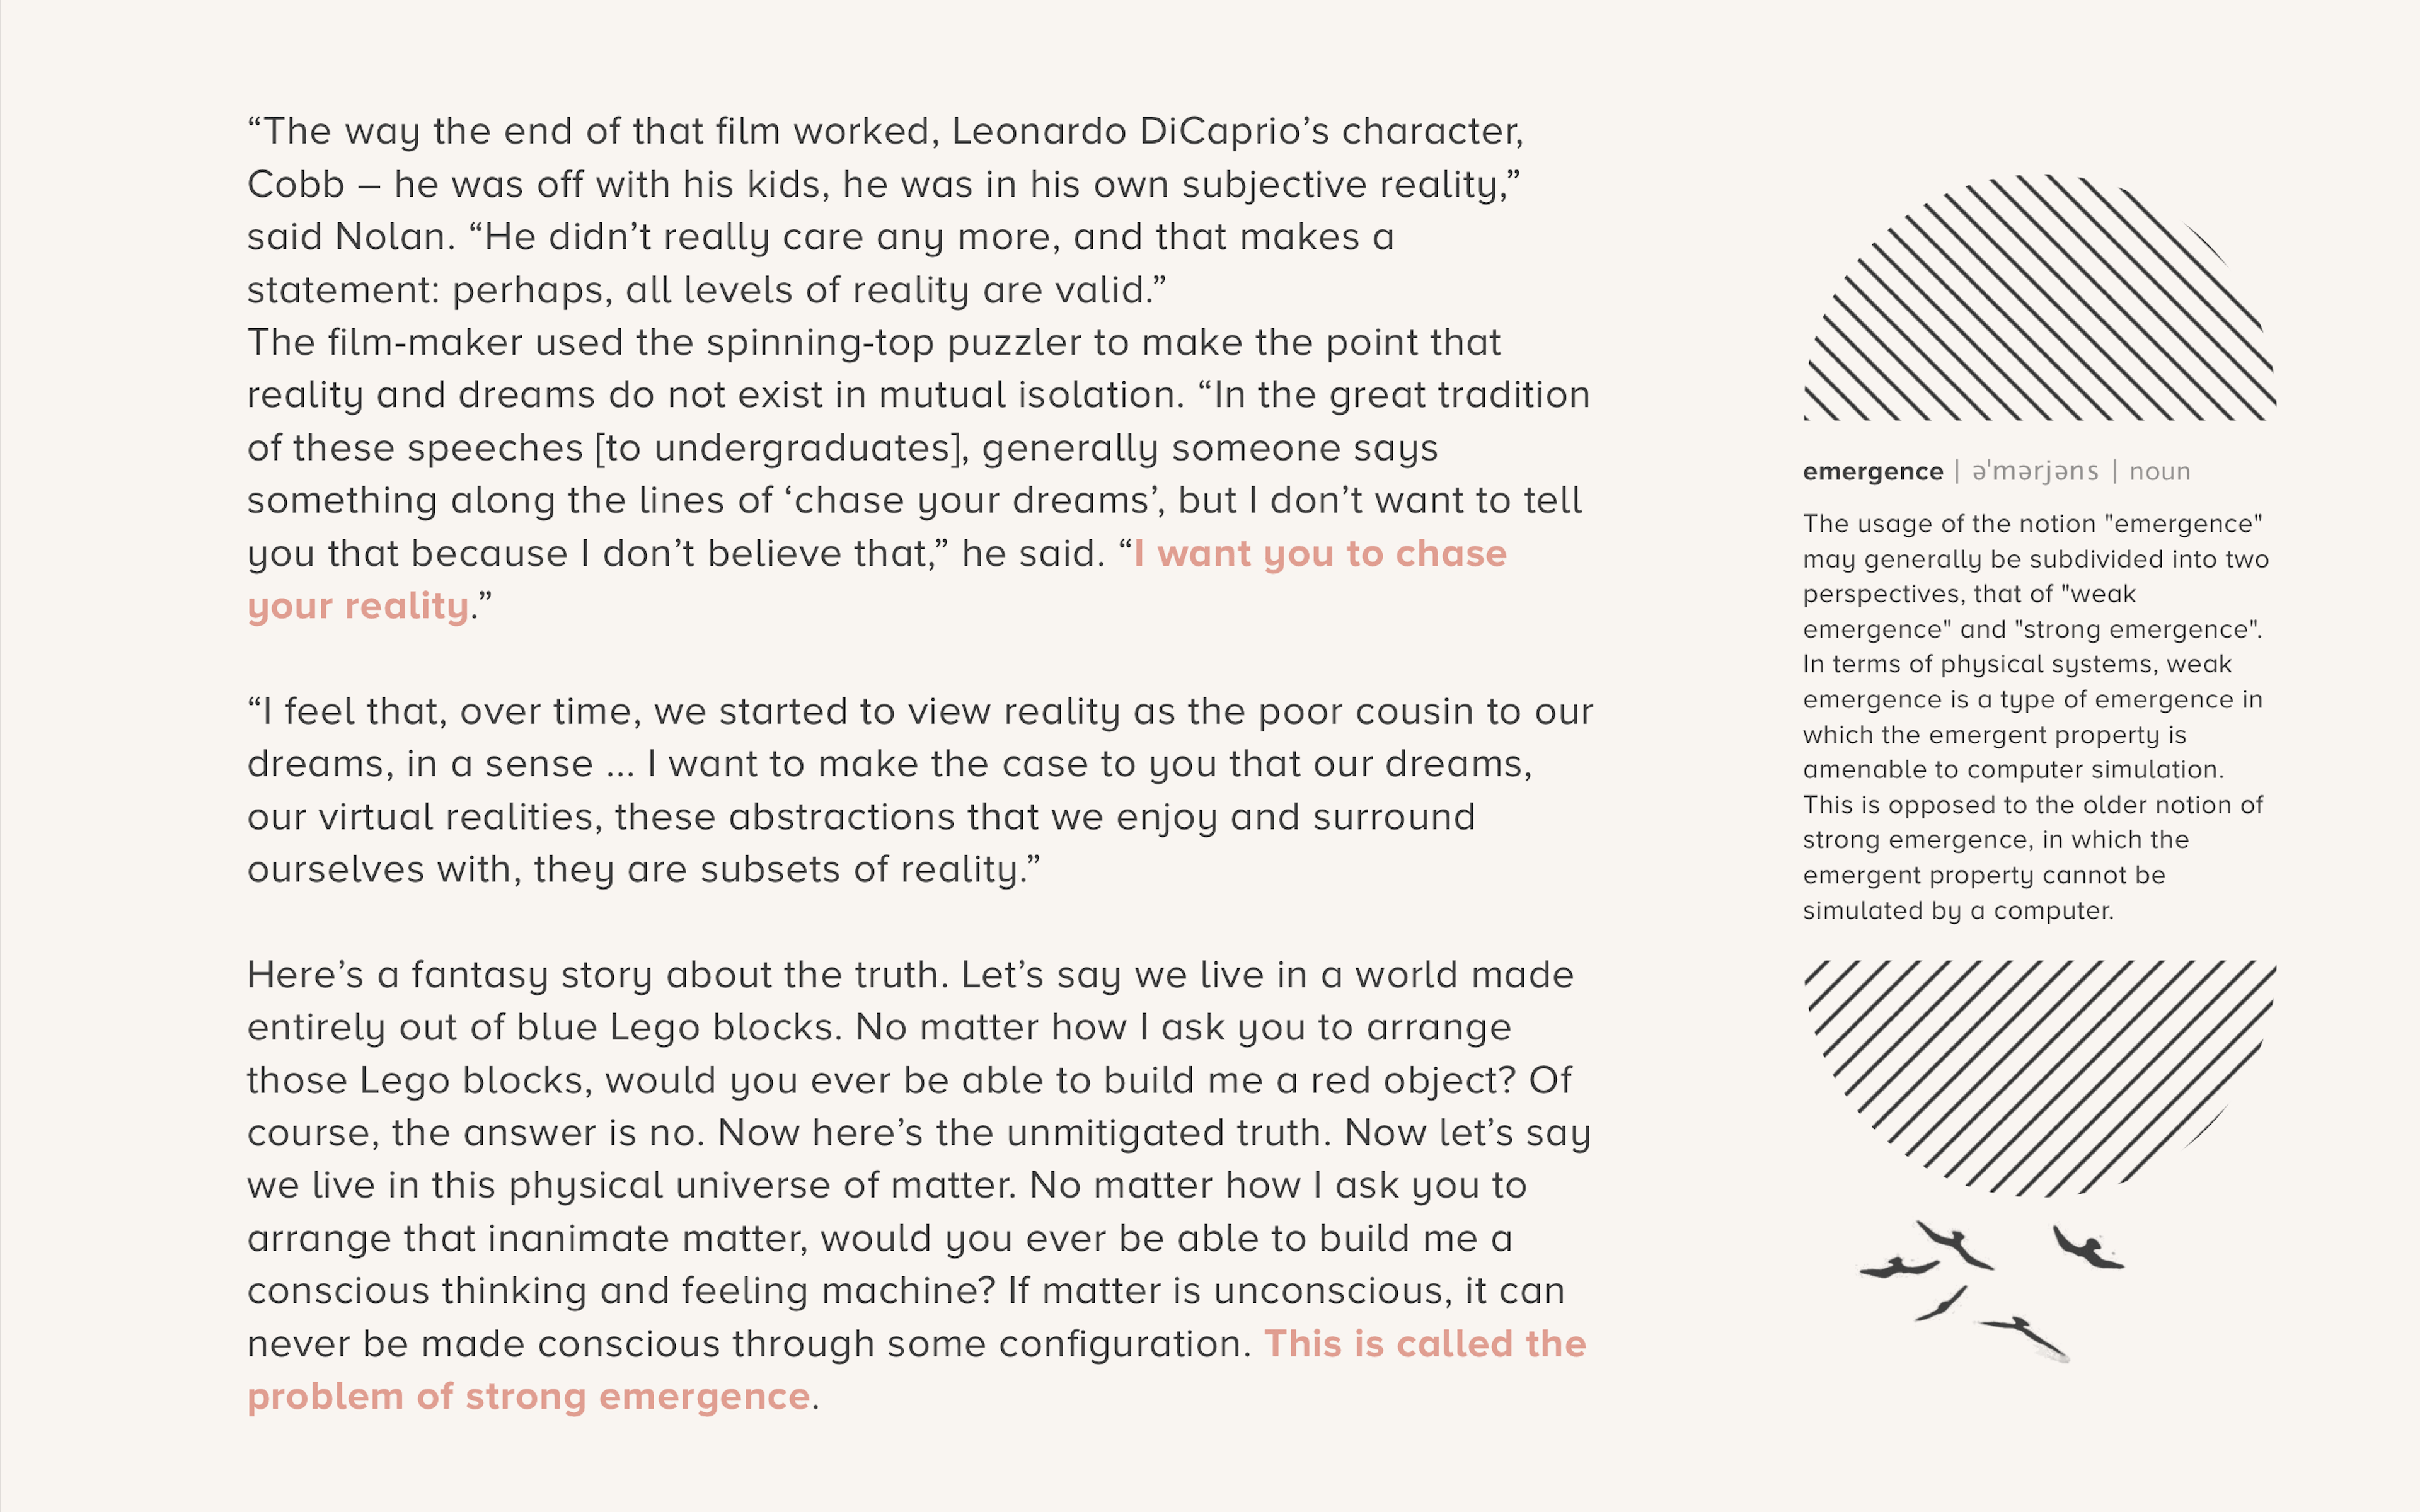 “The way the end of that film worked, Leonardo DiCaprio’s character,
Cobb – he was off with his kids, he was in his own subjective reality,”
said Nolan. “He didn’t really care any more, and that makes a
statement: perhaps, all levels of reality are valid.”
The film-maker used the spinning-top puzzler to make the point that
reality and dreams do not exist in mutual isolation. “In the great tradition
of these speeches [to undergraduates], generally someone says
something along the lines of ‘chase your dreams’, but I don’t want to tell
you that because I don’t believe that,” he said. “I want you to chase
your reality.”
“I feel that, over time, we started to view reality as the poor cousin to our
dreams, in a sense ... I want to make the case to you that our dreams,
our virtual realities, these abstractions that we enjoy and surround
ourselves with, they are subsets of reality.”
Here’s a fantasy story about the truth. Let’s say we live in a world made
entirely out of blue Lego blocks. No matter how I ask you to arrange
those Lego blocks, would you ever be able to build me a red object? Of
course, the answer is no. Now here’s the unmitigated truth. Now let’s say
we live in this physical universe of matter. No matter how I ask you to
arrange that inanimate matter, would you ever be able to build me a
conscious thinking and feeling machine? If matter is unconscious, it can
never be made conscious through some configuration. This is called the
problem of strong emergence.
emergence | əˈmərjəns | noun
The usage of the notion "emergence"
may generally be subdivided into two
perspectives, that of "weak
emergence" and "strong emergence".
In terms of physical systems, weak
emergence is a type of emergence in
which the emergent property is
amenable to computer simulation.
This is opposed to the older notion of
strong emergence, in which the
emergent property cannot be
simulated by a computer.